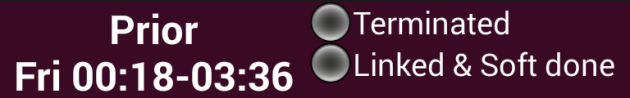 Prior
Fri 00:18-03:36
Terminated
Linked & Soft done